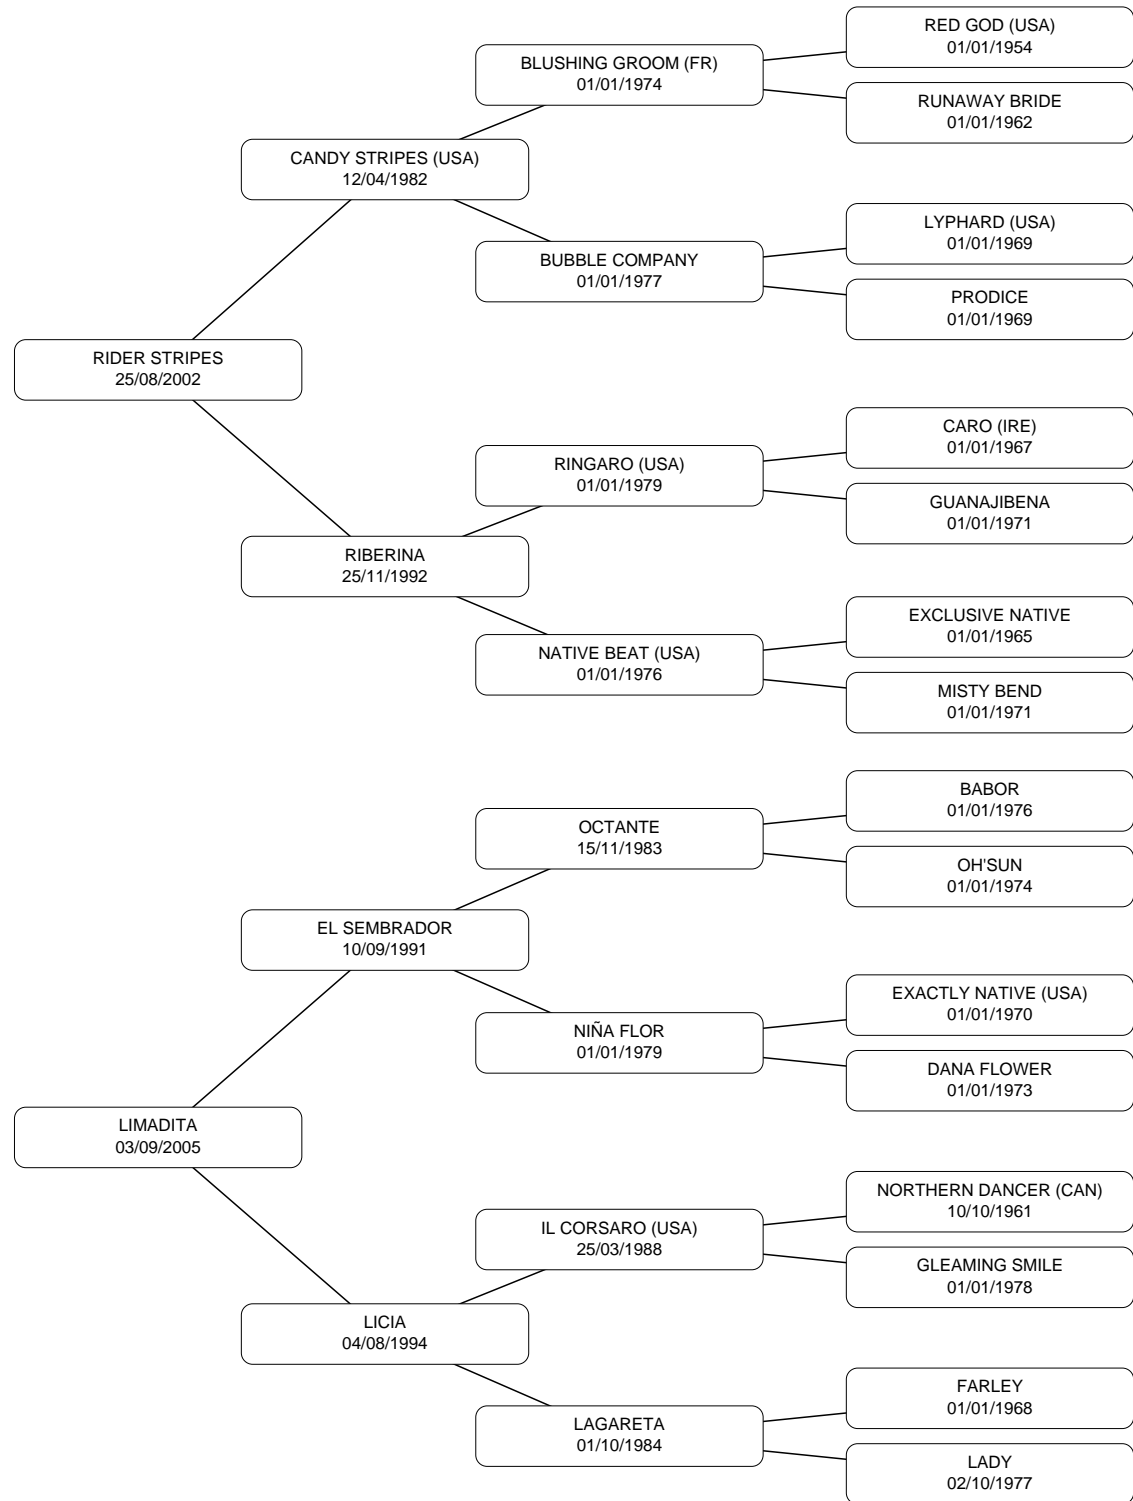 RED GOD (USA)
01/01/1954
BLUSHING GROOM (FR)
01/01/1974
RUNAWAY BRIDE
01/01/1962
CANDY STRIPES (USA)
12/04/1982
LYPHARD (USA)
01/01/1969
BUBBLE COMPANY
01/01/1977
PRODICE
01/01/1969
RIDER STRIPES
25/08/2002
CARO (IRE)
01/01/1967
RINGARO (USA)
01/01/1979
GUANAJIBENA
01/01/1971
RIBERINA
25/11/1992
EXCLUSIVE NATIVE
01/01/1965
NATIVE BEAT (USA)
01/01/1976
MISTY BEND
01/01/1971
BABOR
01/01/1976
OCTANTE
15/11/1983
OH'SUN
01/01/1974
EL SEMBRADOR
10/09/1991
EXACTLY NATIVE (USA)
01/01/1970
NIÑA FLOR
01/01/1979
DANA FLOWER
01/01/1973
LIMADITA
03/09/2005
NORTHERN DANCER (CAN)
10/10/1961
IL CORSARO (USA)
25/03/1988
GLEAMING SMILE
01/01/1978
LICIA
04/08/1994
FARLEY
01/01/1968
LAGARETA
01/10/1984
LADY
02/10/1977